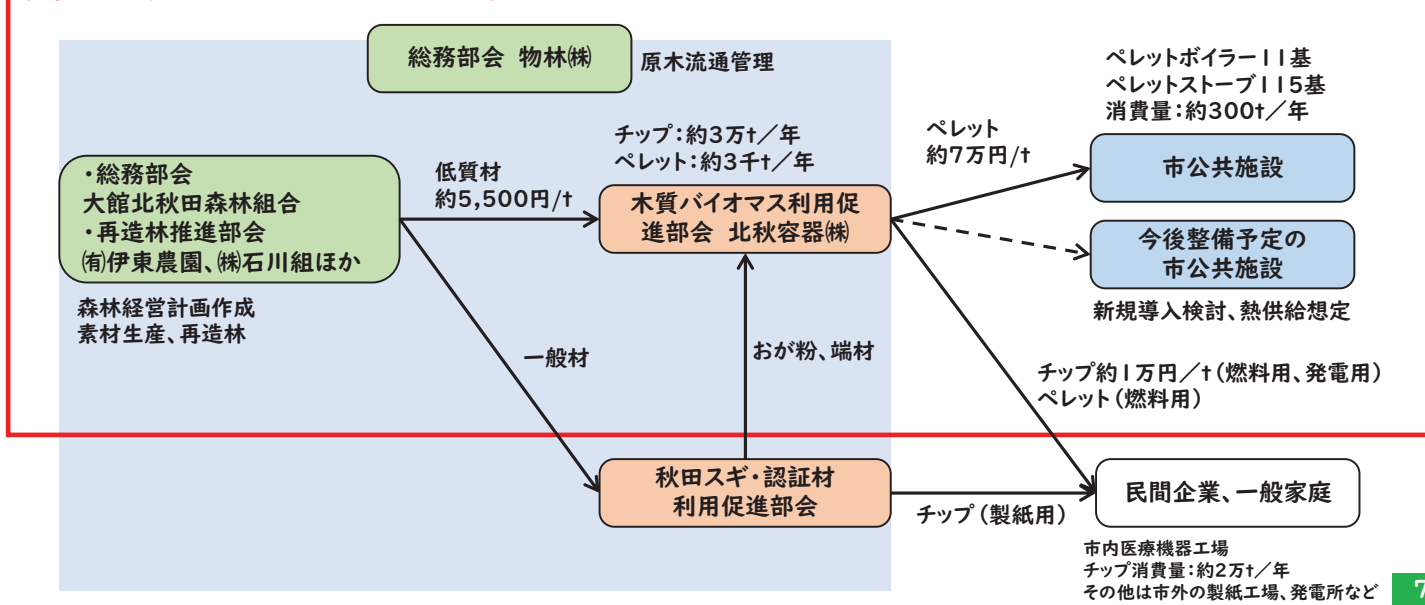 総務部会 物林㈱
原木流通管理
ペレットボイラー11基
ペレットストーブ115基
消費量：約300t／年
チップ：約3万t／年
ペレット：約3千t／年
ペレット
約7万円/t
・総務部会
大館北秋田森林組合
・再造林推進部会
㈲伊東農園、㈱石川組ほか
低質材
約5,500円/t
木質バイオマス利用促
進部会 北秋容器㈱
市公共施設
今後整備予定の
市公共施設
新規導入検討、熱供給想定
森林経営計画作成
素材生産、再造林
一般材
おが粉、端材
チップ約1万円／t（燃料用、発電用）
ペレット（燃料用）
秋田スギ・認証材
利用促進部会
チップ（製紙用）
民間企業、一般家庭
市内医療機器工場
チップ消費量：約2万t／年
その他は市外の製紙工場、発電所など
7